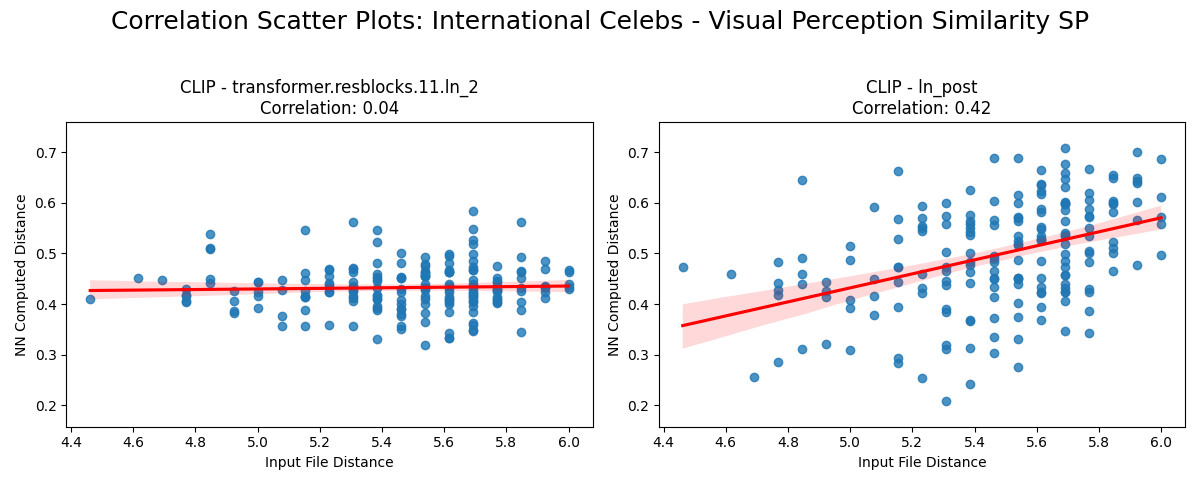 Correlation Scatter Plots: International Celebs - Visual Perception Similarity SP
CLIP - transformer.resblocks.11.ln_2
Correlation: 0.04
NN Computed Distance
0.7
0.6
0.5
0.4
0.3
0.2
4.4 4.6 4.8 5.0 5.2 5.4 5.6 5.8 6.0
Input File Distance
CLIP - ln_post
Correlation: 0.42
NN Computed Distance
0.7
0.6
0.5
0.4
0.3
0.2
4.4 4.6 4.8 5.0 5.2 5.4 5.6 5.8 6.0
Input File Distance